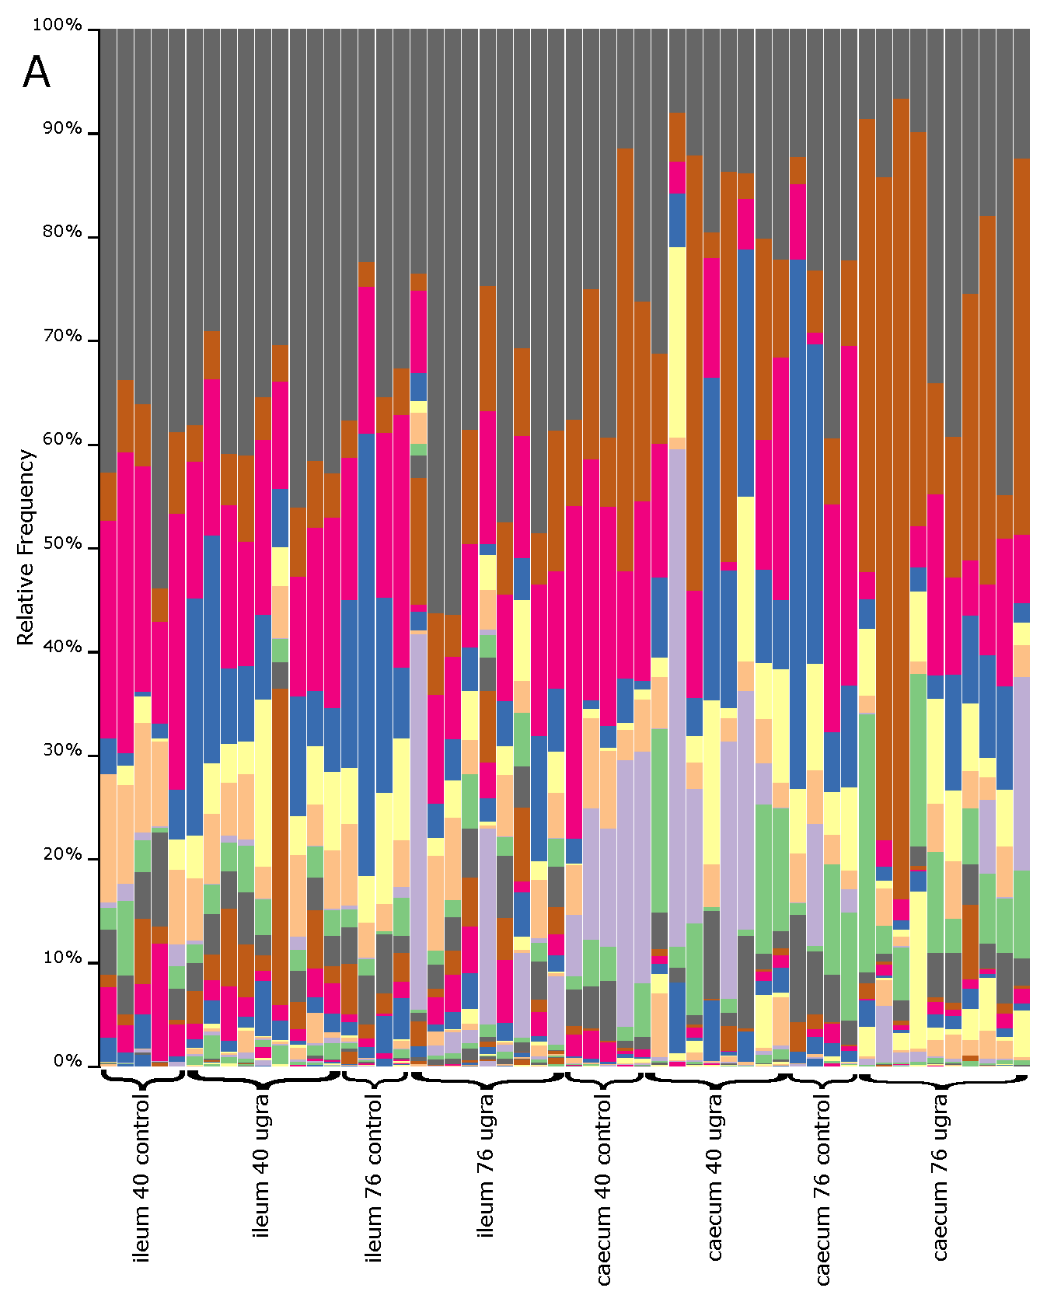 A
100%
90%
80%
70%
60%
50%
40%
30%
20%
10%
0%
Relative Frequency
ileum 40 control
ileum 40 ugra
ileum 76 control
ileum 76 ugra
caecum 40 control
caecum 40 ugra
caecum 76 control
caecum 76 ugra